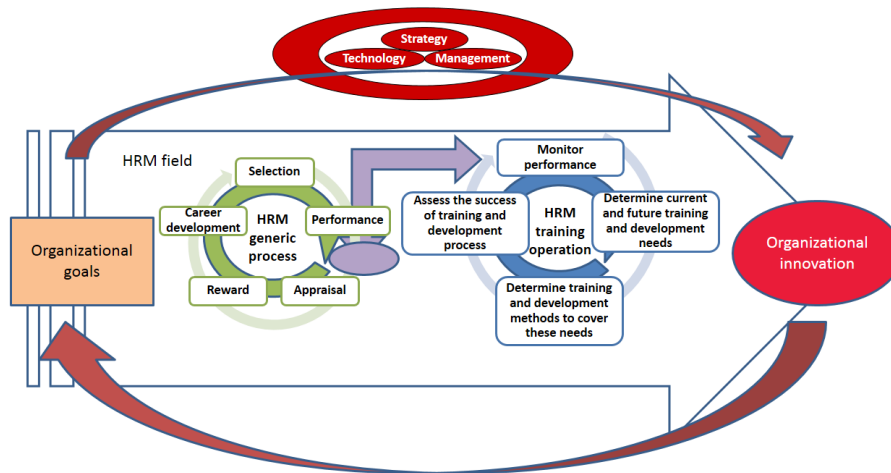 Strategy
Technology
Management
HRM field
Selection
Career
development
HRM
generic
process
Performance
Reward
Appraisal
Monitor
performance
Assess the success
of training and
development
process
HRM
training
operation
Determine current
and future training
and development
needs
Determine training
and development
methods to cover
these needs
Organizational
goals
Organizational
innovation